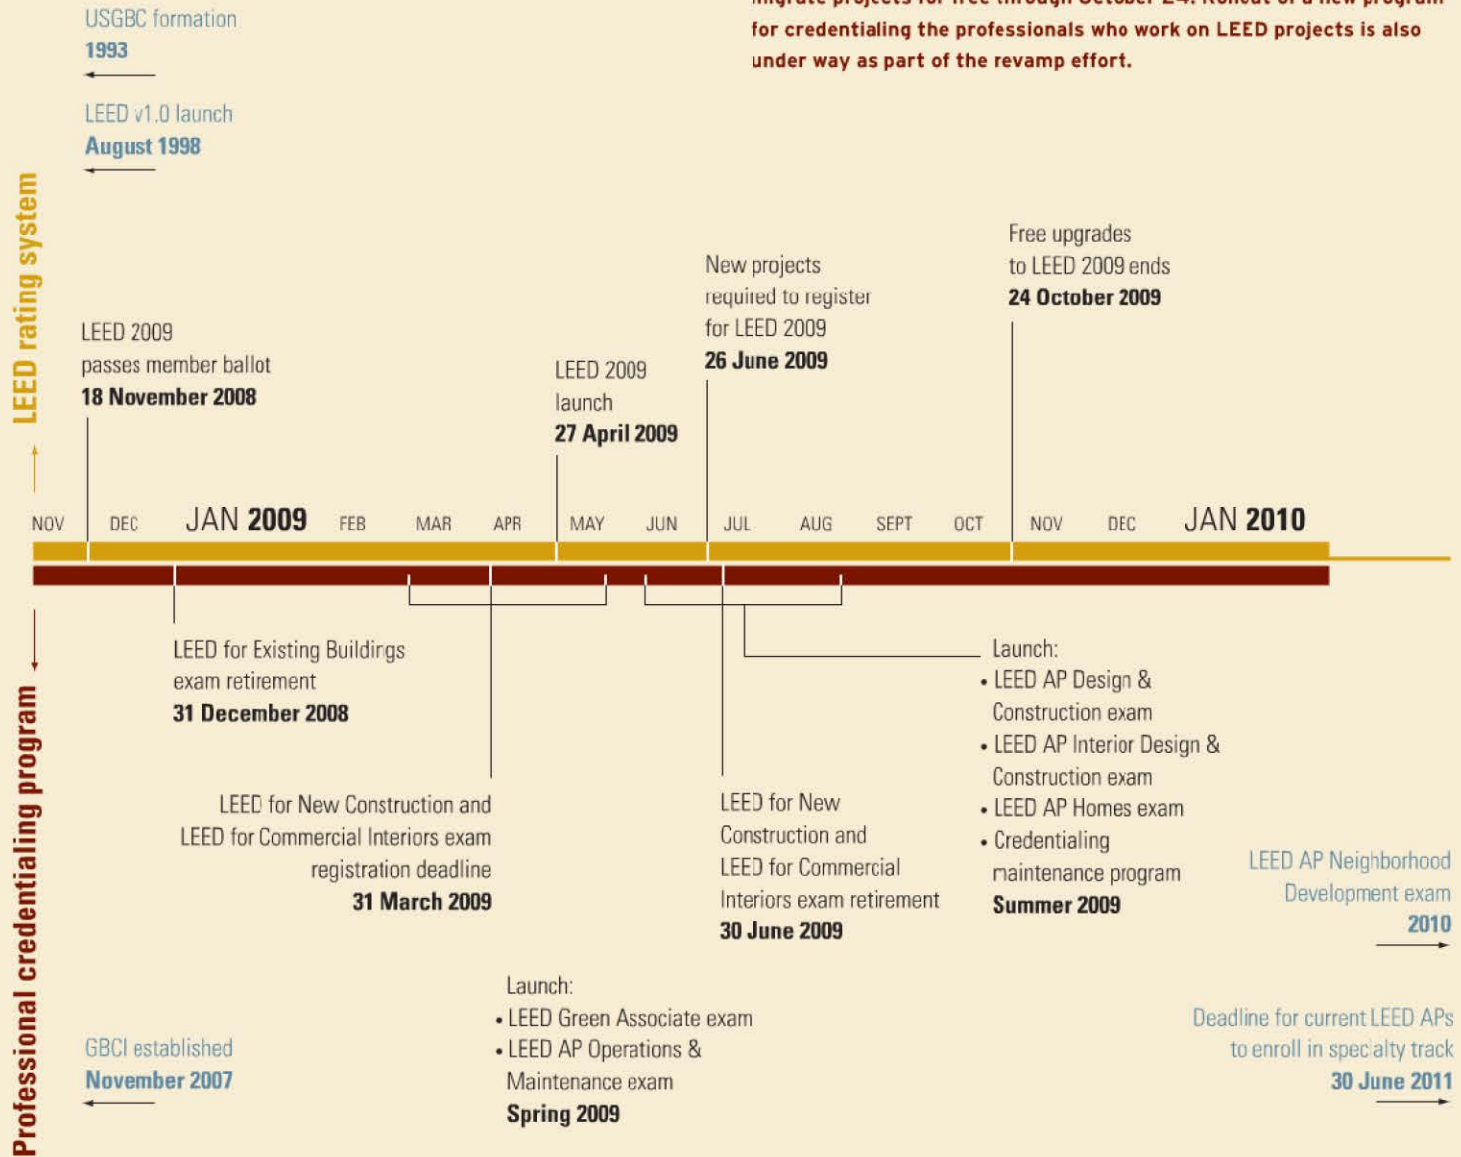 for credentialing the professionals who work on LEED projects is also
under way as part of the revamp effort.
USGBC formation
1993
LEED v1.0 launch
August 1998
LEED rating system
LEED 2009
passes member ballot
18 November 2008
LEED 2009
launch
27 April 2009
New projects
required to register
for LEED 2009
26 June 2009
Free upgrades
to LEED 2009 ends
24 October 2009
NOV DEC JAN 2009 FEB MAR APR MAY JUN JUL AUG SEPT OCT NOV DEC JAN 2010
Professional credentialing program
LEED for Existing Buildings
exam retirement
31 December 2008
LEED for New Construction and
LEED for Commercial Interiors exam
registration deadline
31 March 2009
LEED for New
Construction and
LEED for Commercial
Interiors exam retirement
30 June 2009
Launch:
• LEED AP Design &
Construction exam
• LEED AP Interior Design &
Construction exam
• LEED AP Homes exam
• Credentialing
maintenance program
Summer 2009
LEED AP Neighborhood
Development exam
2010
Launch:
• LEED Green Associate exam
• LEED AP Operations &
Maintenance exam
Spring 2009
GBCI established
November 2007
Deadline for current LEED APs
to enroll in specialty track
30 June 2011